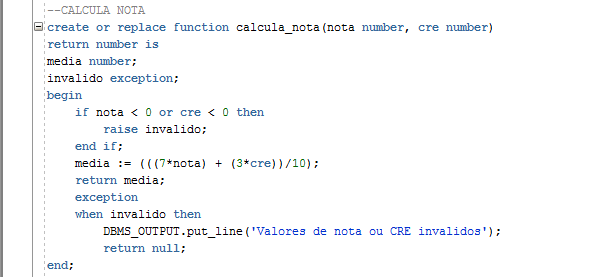 --CALCULA NOTA
create or replace function calcula_nota(nota number, cre number)
return number is
media number;
invalido exception;
begin
if nota < 0 or cre < 0 then
raise invalido;
end if;
media := (((7*nota) + (3*cre))/10);
return media;
exception
when invalido then
DBMS_OUTPUT.put_line('Valores de nota ou CRE invalidos');
return null;
end;